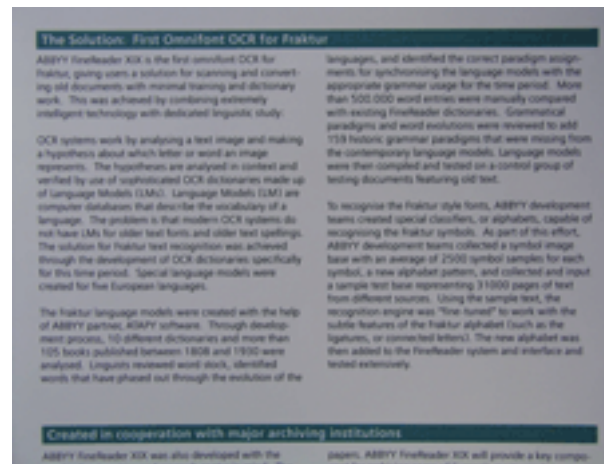 The Solution: First Omnifont OCR for Fraktur
ABBYY FineReader XIX is the first omnifont OCR for
Fraktur, giving users a solution for scanning and convert-
ing old documents with minimal training and dictionary
work. This was achieved by combining extremely
intelligent technology with dedicated linguistic study.
OCR systems work by analysing a text image and making
a hypothesis about which letter or word an image
represents. The hypotheses are analysed in context and
verified by use of sophisticated OCR dictionaries made up
of Language Models (LMs). Language Models (LM) are
computer databases that describe the vocabulary of a
language. The problem is that modern OCR systems do
not have LMs for older text fonts and older text spellings.
The solution for Fraktur text recognition was achieved
through the development of OCR dictionaries specifically
for this time period. Special language models were
created for five European languages.
The Fraktur language models were created with the help
of ABBYY partner, ATAPY software. Through develop-
ment process, 10 different dictionaries and more than
105 books published between 1808 and 1930 were
analysed. Linguists reviewed word stock, identified
words that have phased out through the evolution of the
languages, and identified the correct paradigm assign-
ments for synchronising the language models with the
appropriate grammar usage for the time period. More
than 500.000 word entries were manually compared
with existing FineReader dictionaries. Grammatical
paradigms and word evolutions were reviewed to add
159 historic grammar paradigms that were missing from
the contemporary language models. Language models
were then compiled and tested on a control group of
testing documents featuring old text.
To recognise the Fraktur style fonts, ABBYY development
teams created special classifiers, or alphabets, capable of
recognising the fraktur symbols. As part of this effort,
ABBYY development teams collected a symbol image
base with an average of 2500 symbol samples for each
symbol, a new alphabet pattern, and collected and input
a sample text base representing 31000 pages of text
from different sources. Using the sample text, the
recognition engine was "fine-tuned" to work with the
subtle features of the fraktur alphabet (such as the
ligatures, or connected letters). The new alphabet was
then added to the FineReader system and interface and
tested extensively.
Created in cooperation with major archiving institutions
ABBYY FineReader XIX was also developed with the
papers. ABBYY FineReader XIX will provide a key compo-